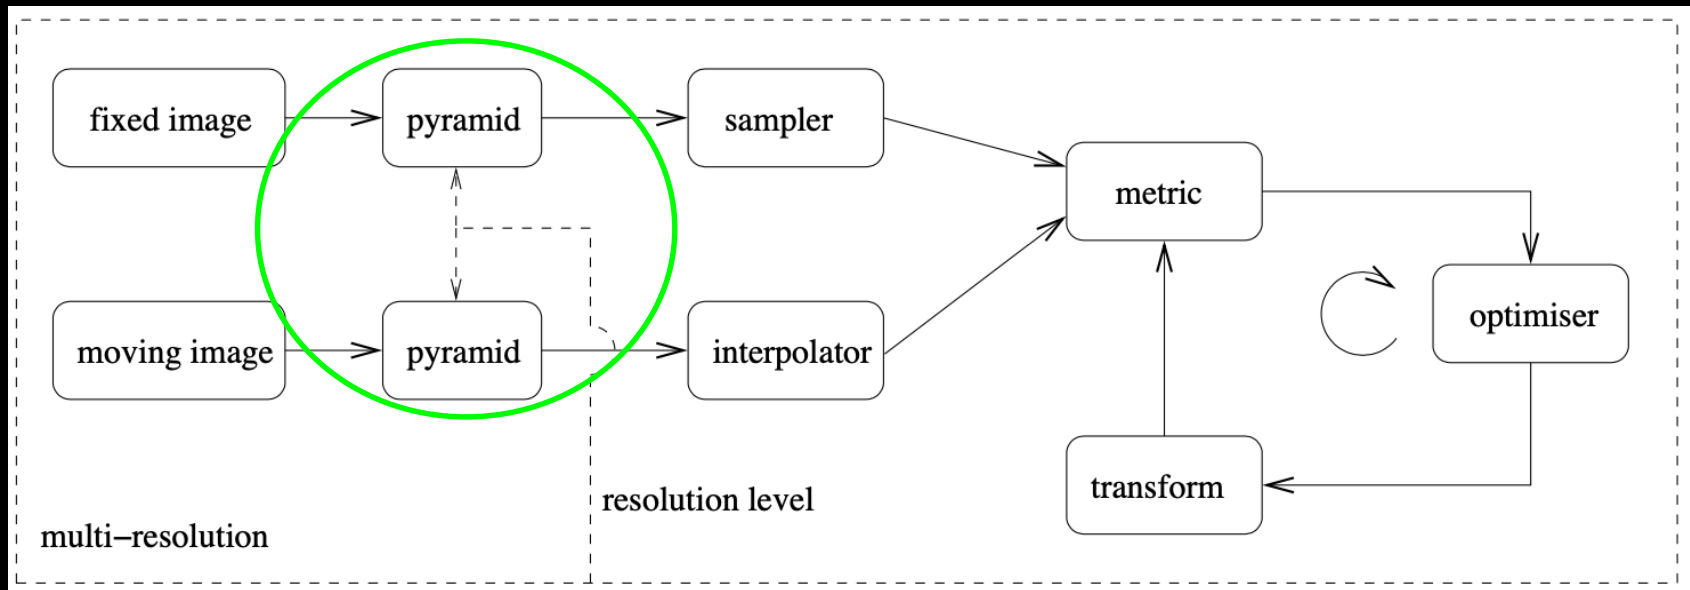 fixed image
pyramid
sampler
metric
moving image
pyramid
interpolator
optimiser
transform
resolution level
multi−resolution